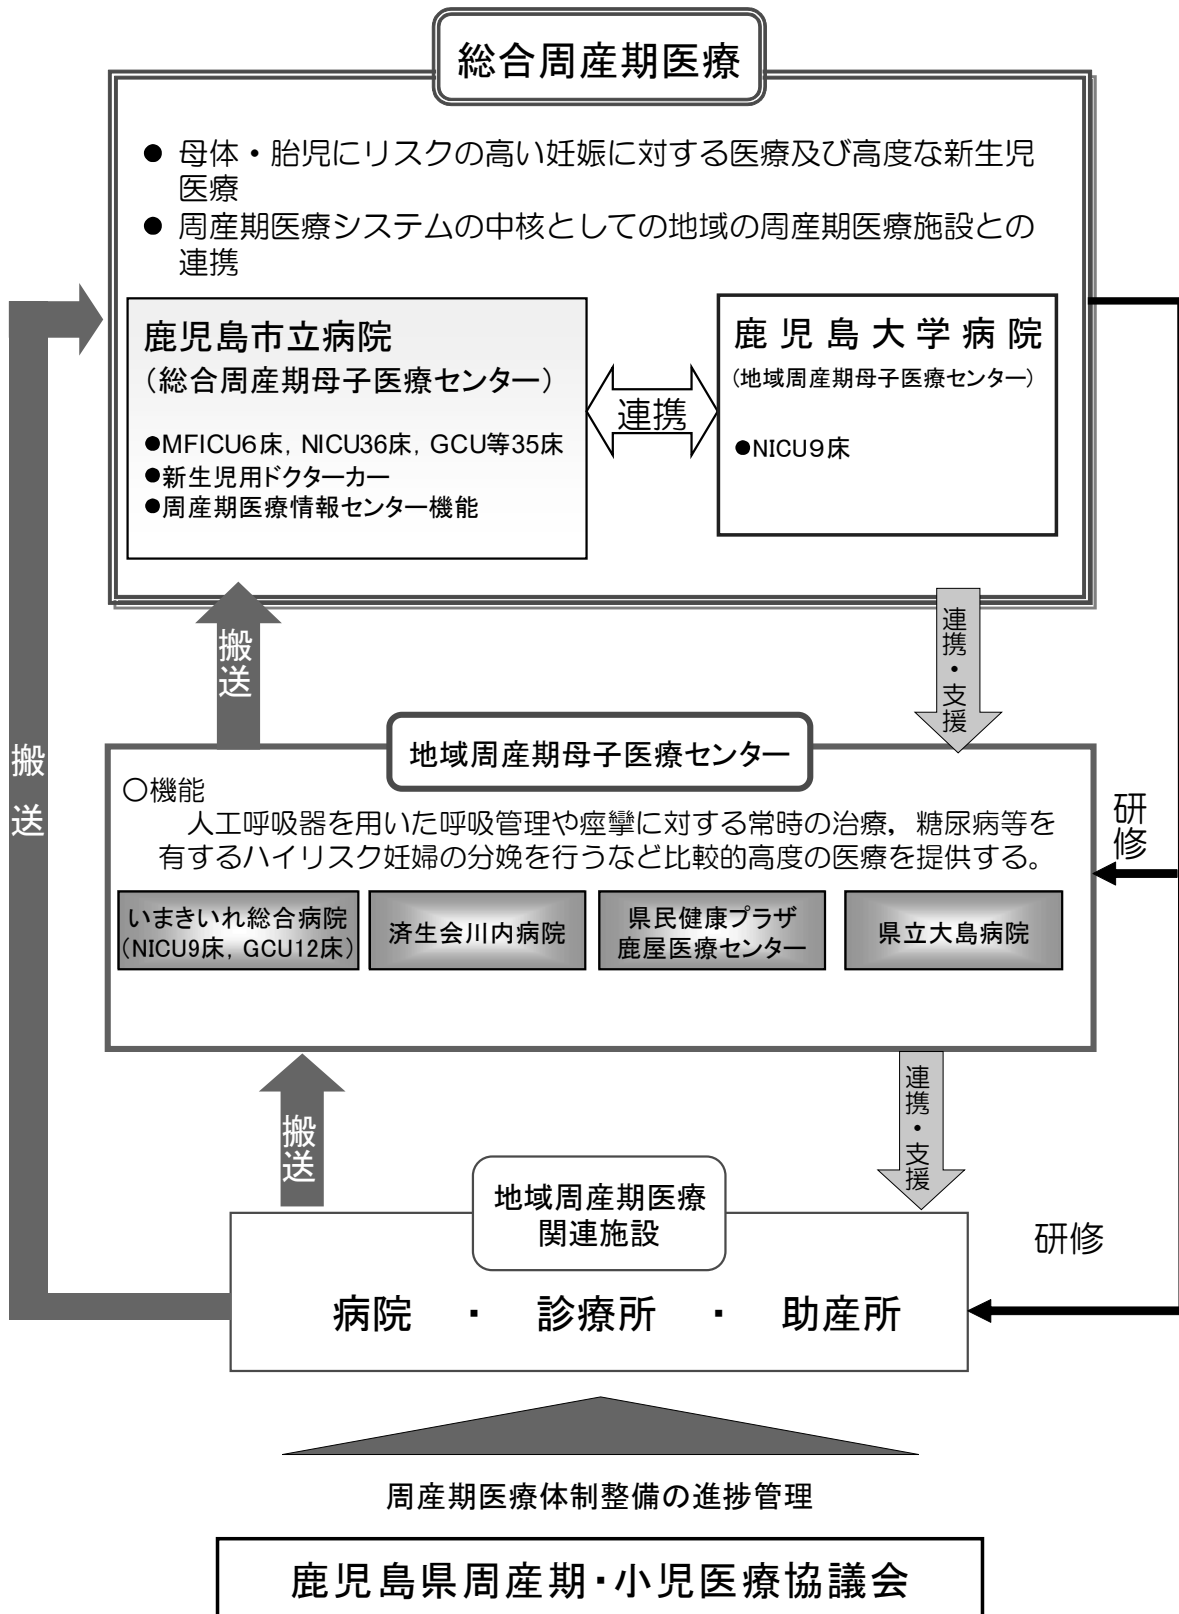 総合周産期医療
● 母体・胎児にリスクの高い妊娠に対する医療及び高度な新生児
医療
● 周産期医療システムの中核としての地域の周産期医療施設との
連携
鹿児島市立病院
(総合周産期母子医療センター)
●MFICU6床，NICU36床，GCU等35床
●新生児用ドクターカー
●周産期医療情報センター機能
連携
鹿児島大学病院
(地域周産期母子医療センター)
●NICU9床
搬送
連携・支援
搬送
地域周産期母子医療センター
○機能
人工呼吸器を用いた呼吸管理や痙攣に対する常時の治療，糖尿病等を
有するハイリスク妊婦の分娩を行うなど比較的高度の医療を提供する。
研修
いまきいれ総合病院
(NICU9床，GCU12床)
済生会川内病院
県民健康プラザ
鹿屋医療センター
県立大島病院
搬送
連携・支援
地域周産期医療
関連施設
研修
病院　・　診療所　・　助産所
周産期医療体制整備の進捗管理
鹿児島県周産期・小児医療協議会